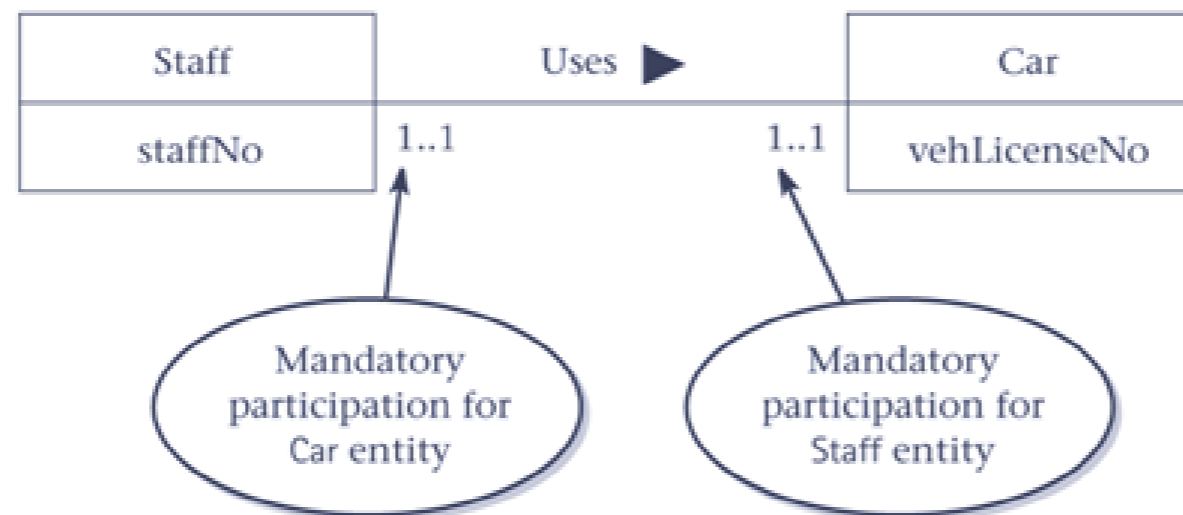 Staff
Uses
Car
staffNo
1..1
1..1
vehLicenseNo
Mandatory
participation for
Car entity
Mandatory
participation for
Staff entity